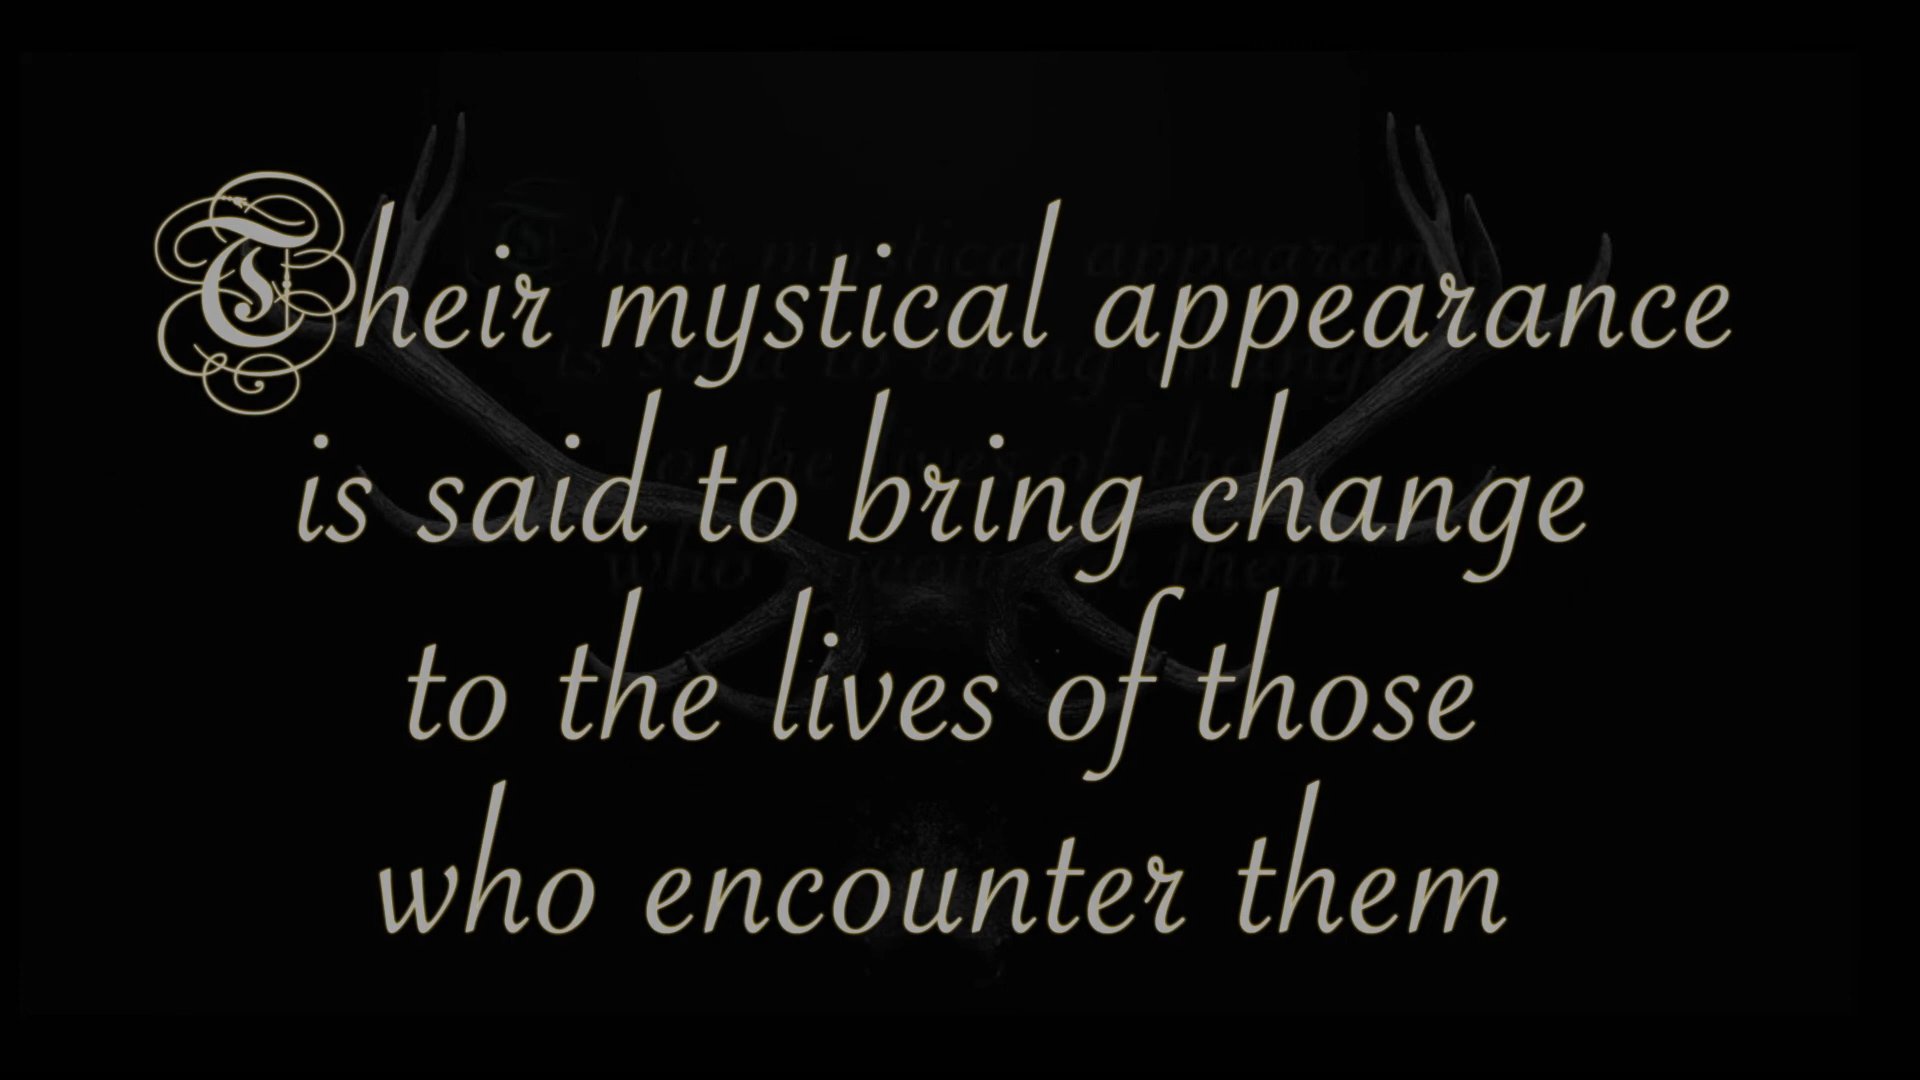 Their mystical appearance
is said to bring change
to the lives of those
who encounter them